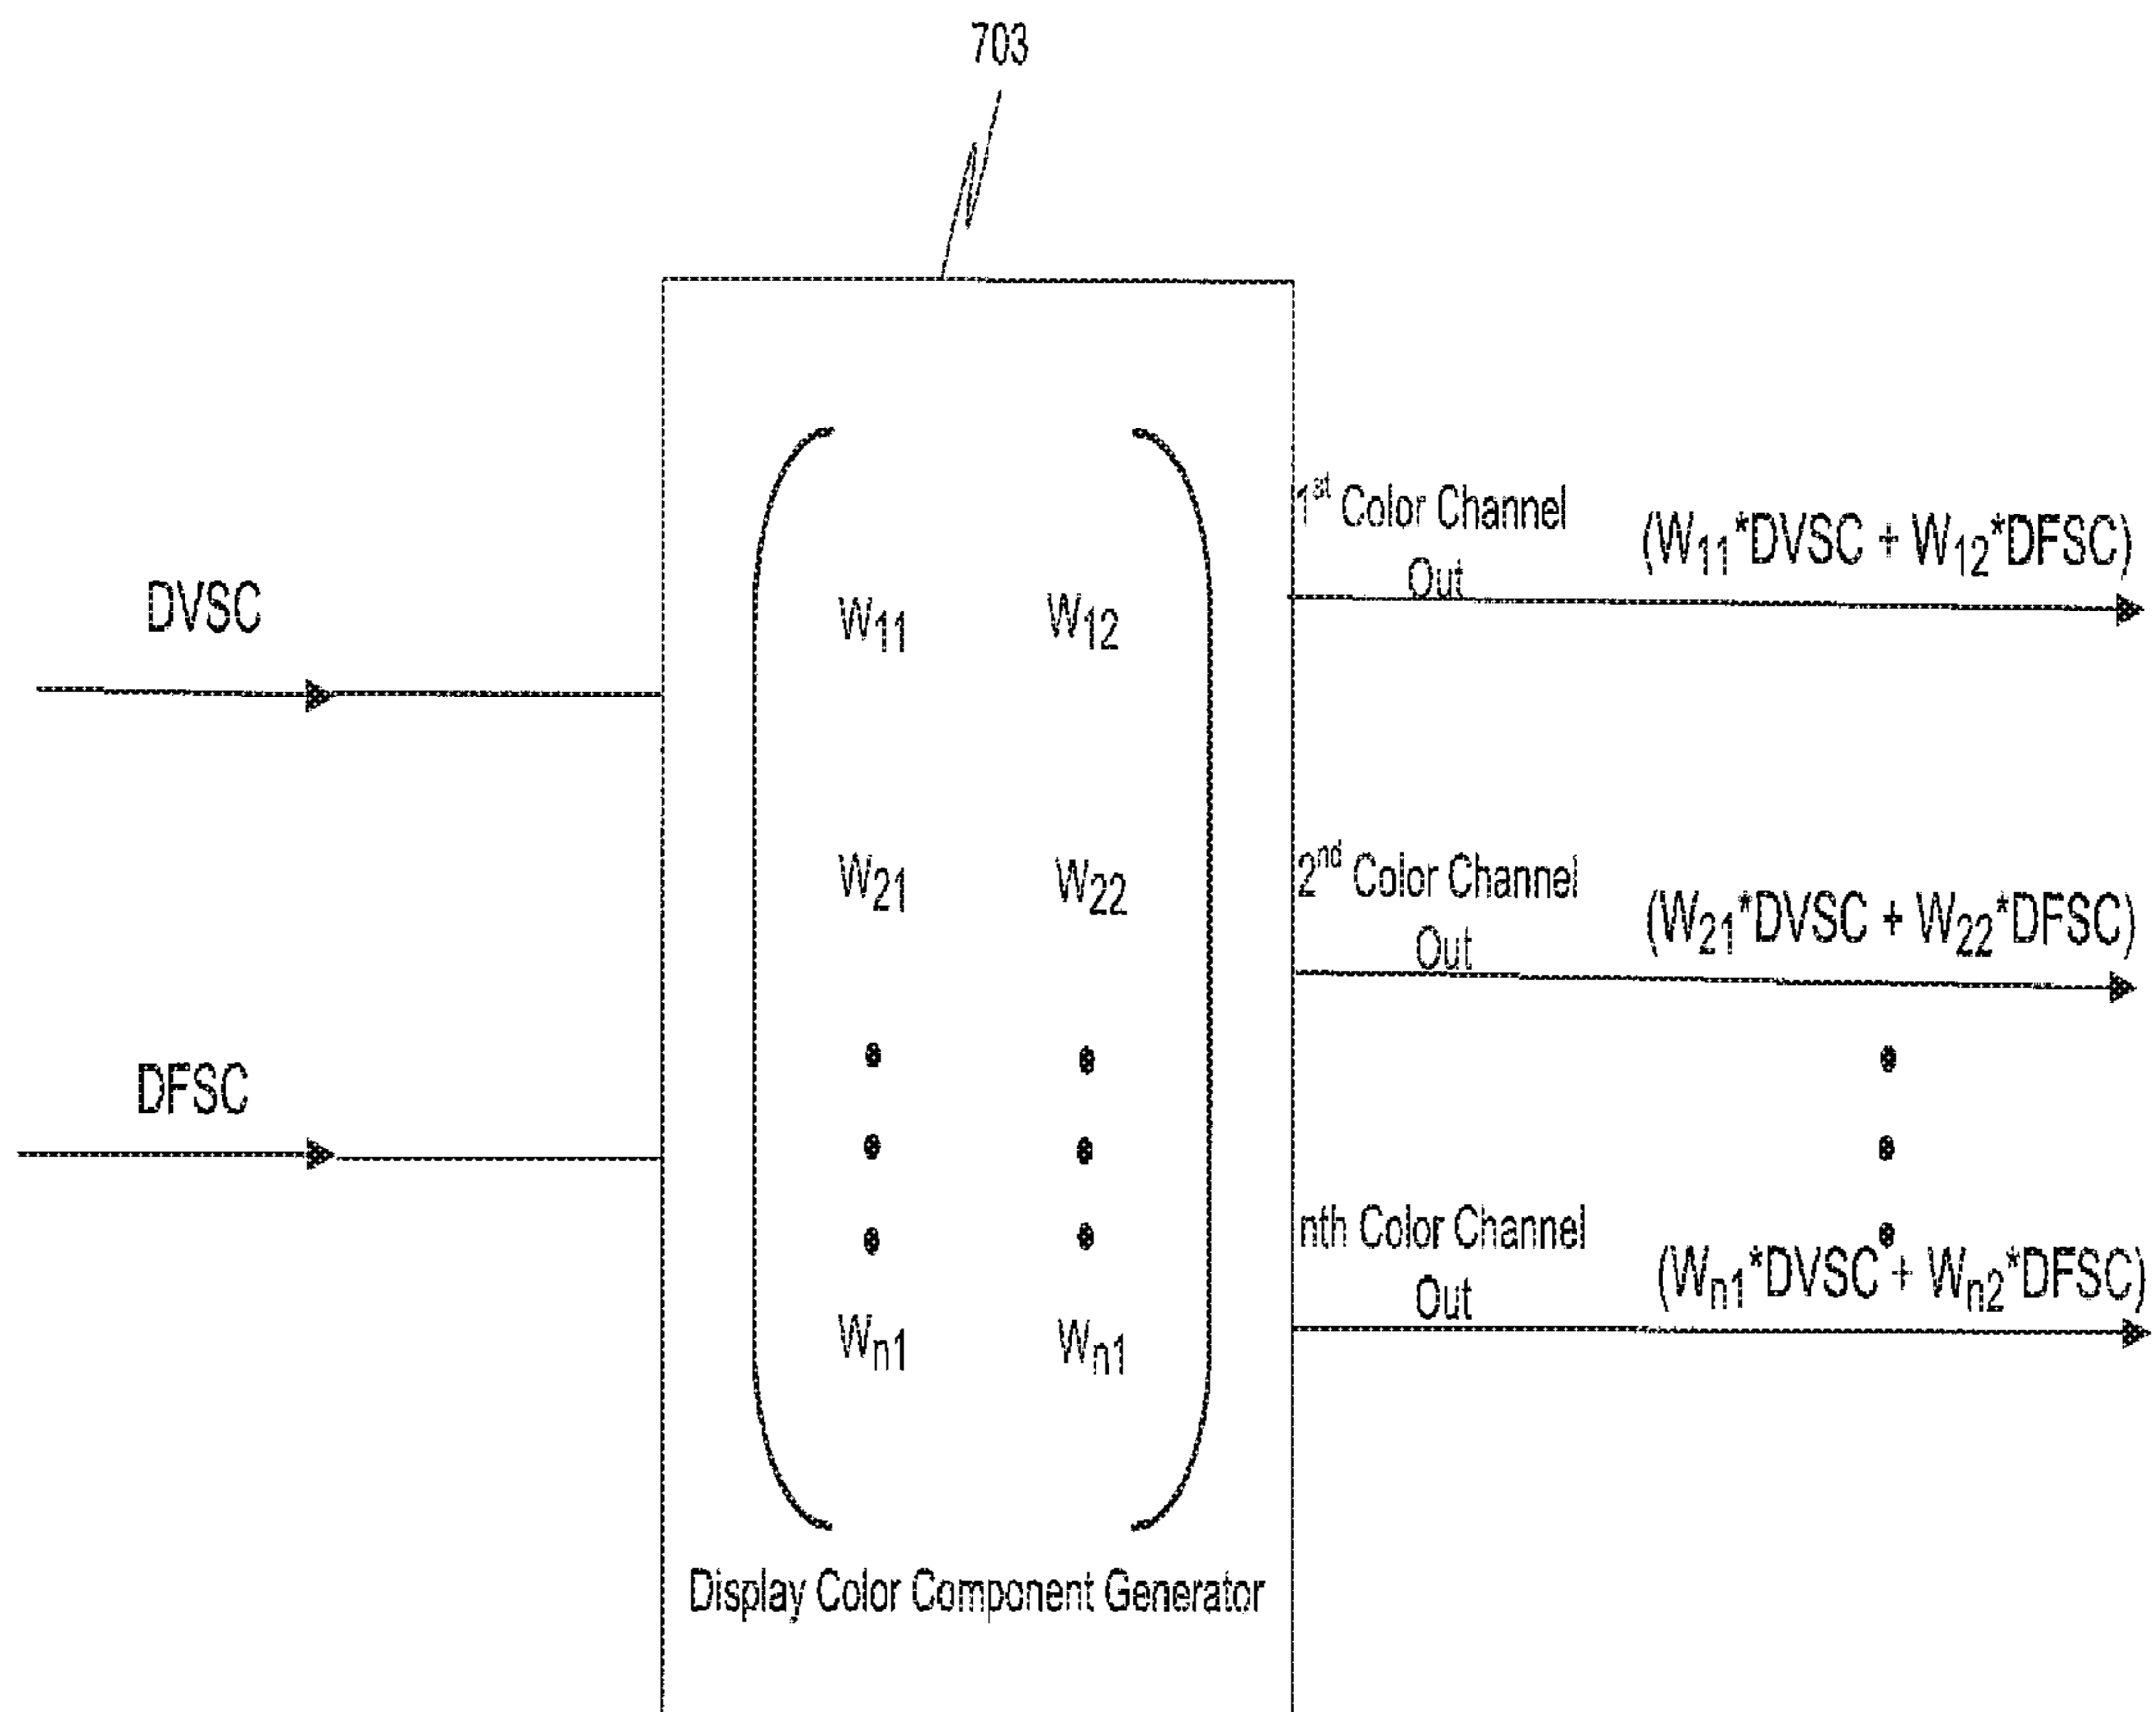 703
DVSC
DFSC
W11 W12
W21 W22
Wn1 Wn1
Display Color Component Generator
1st Color Channel
Out
(W11*DVSC + W12*DFSC)
2nd Color Channel
Out
(W21*DVSC + W22*DFSC)
nth Color Channel
Out
(Wn1*DVSC + Wn2*DFSC)